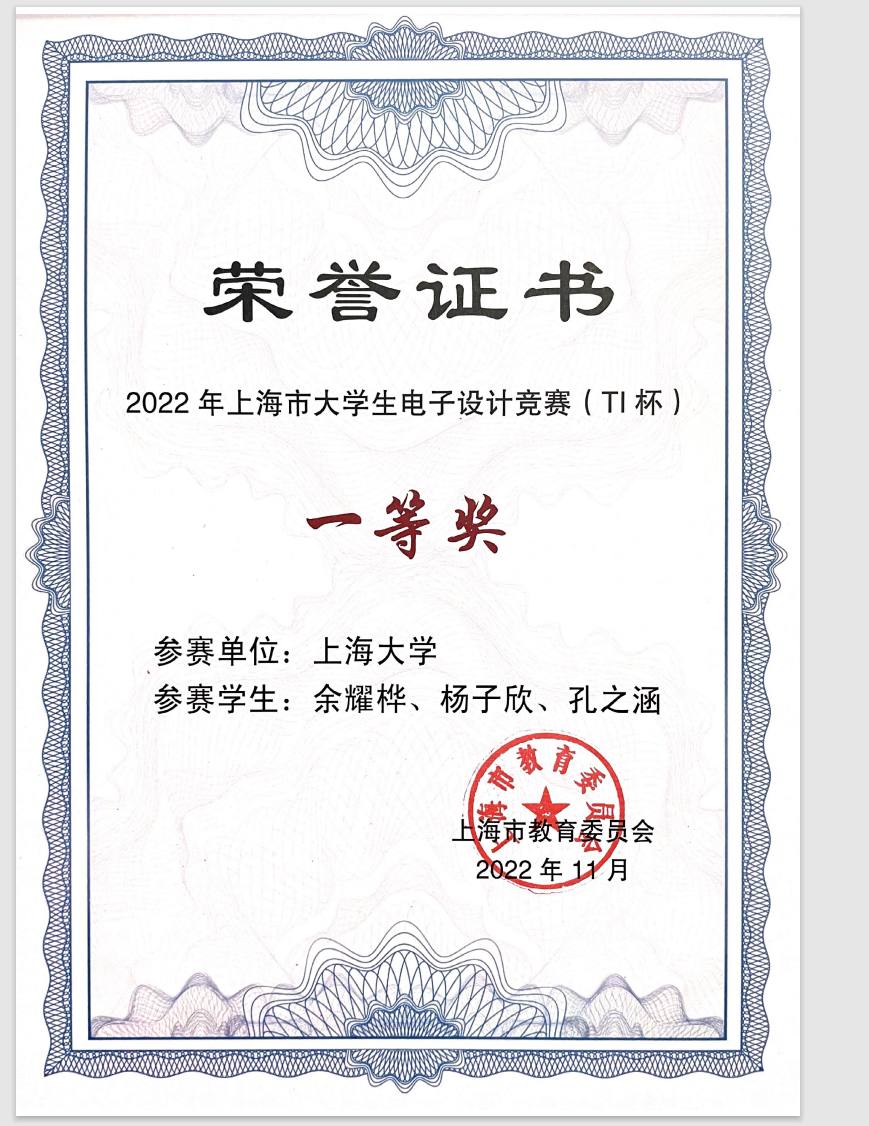 荣誉证书
2022 年上海市大学生电子设计竞赛（TI 杯）
一等奖
参赛单位：上海大学
参赛学生：余耀桦、杨子欣、孔之涵
上海市教育委员会
上海市教育委员会
2022 年 11 月